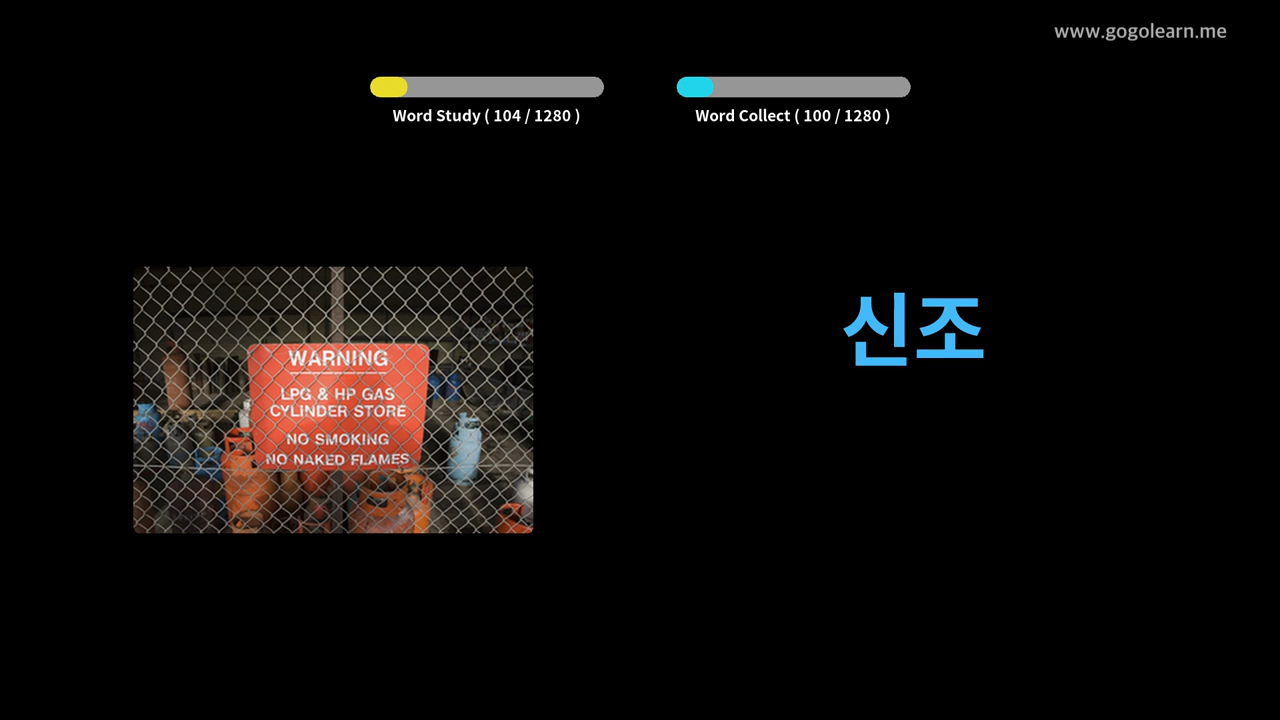 www.gogolearn.me
Word Study ( 104 / 1280 )
Word Collect ( 100 / 1280 )
WARNING
LPG & HP GAS
CYLINDER STORE
NO SMOKING
NO NAKED FLAMES
신조